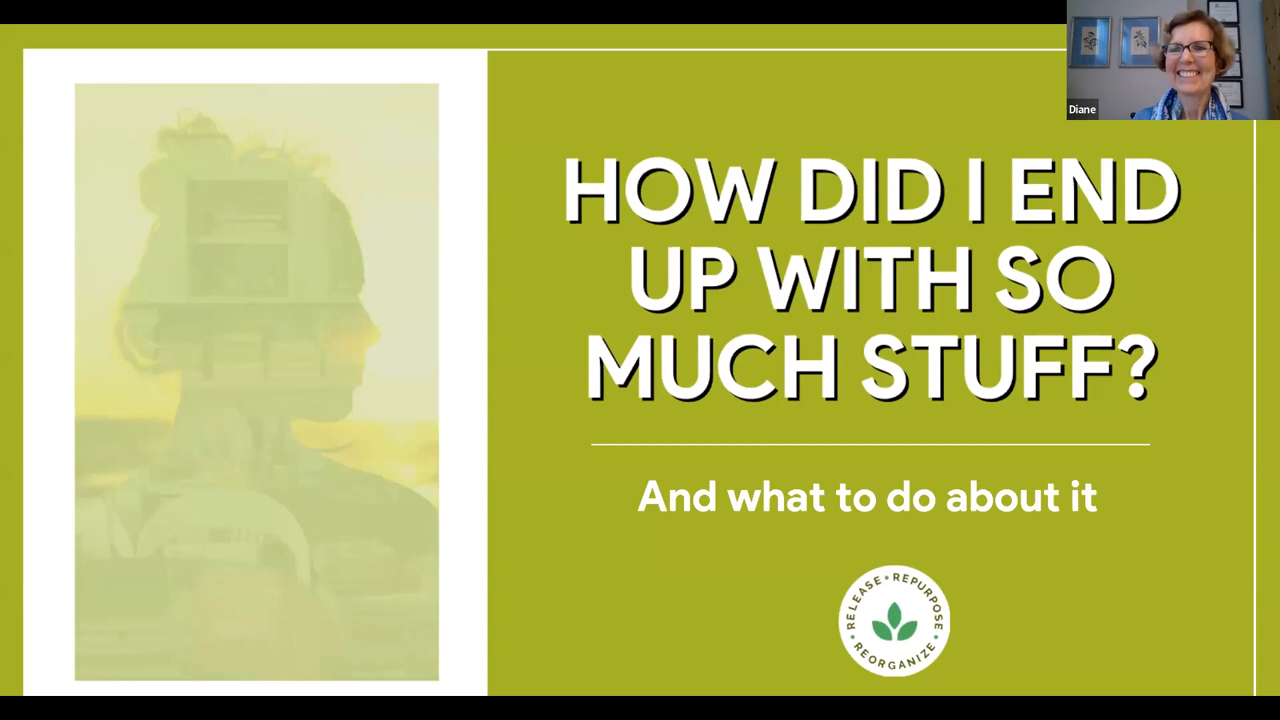 Diane
HOW DID I END
UP WITH SO
MUCH STUFF?
And what to do about it
RELEASE • REPURPOSE • REORGANIZE •